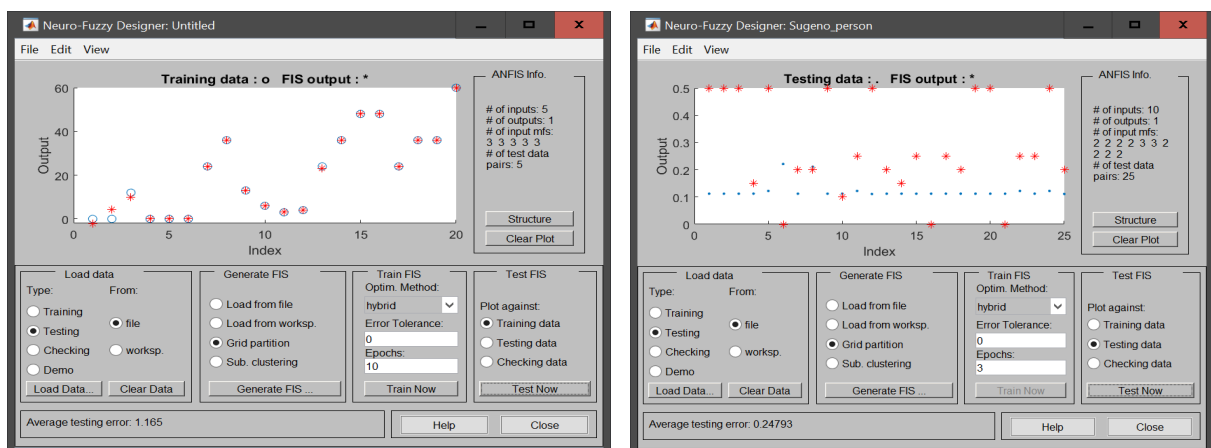 Neuro-Fuzzy Designer: Untitled
File Edit View
Training data : o FIS output : *
60
40
20
0
Output
0
5
10
15
20
Index
ANFIS Info.
# of inputs: 5
# of outputs: 1
# of input mfs:
3 3 3 3 3
# of test data
pairs: 5
Structure
Clear Plot
Load data
Type:
From:
Training
Testing
Checking
Demo
file
worksp.
Load Data...
Clear Data
Generate FIS
Load from file
Load from worksp.
Grid partition
Sub. clustering
Generate FIS ...
Train FIS
Optim. Method:
hybrid
Error Tolerance:
0
Epochs:
10
Train Now
Test FIS
Plot against:
Training data
Testing data
Checking data
Test Now
Average testing error: 1.165
Help
Close
Neuro-Fuzzy Designer: Sugeno_person
File Edit View
Testing data : . FIS output : *
0.5
0.4
0.3
0.2
0.1
0
Output
0
5
10
15
20
25
Index
ANFIS Info.
# of inputs: 10
# of outputs: 1
# of input mfs:
2 2 2 2 3 3 2
2 2 2
# of test data
pairs: 25
Structure
Clear Plot
Load data
Type:
From:
Training
Testing
Checking
Demo
file
worksp.
Load Data...
Clear Data
Generate FIS
Load from file
Load from worksp.
Grid partition
Sub. clustering
Generate FIS ...
Train FIS
Optim. Method:
hybrid
Error Tolerance:
0
Epochs:
3
Train Now
Test FIS
Plot against:
Training data
Testing data
Checking data
Test Now
Average testing error: 0.24793
Help
Close